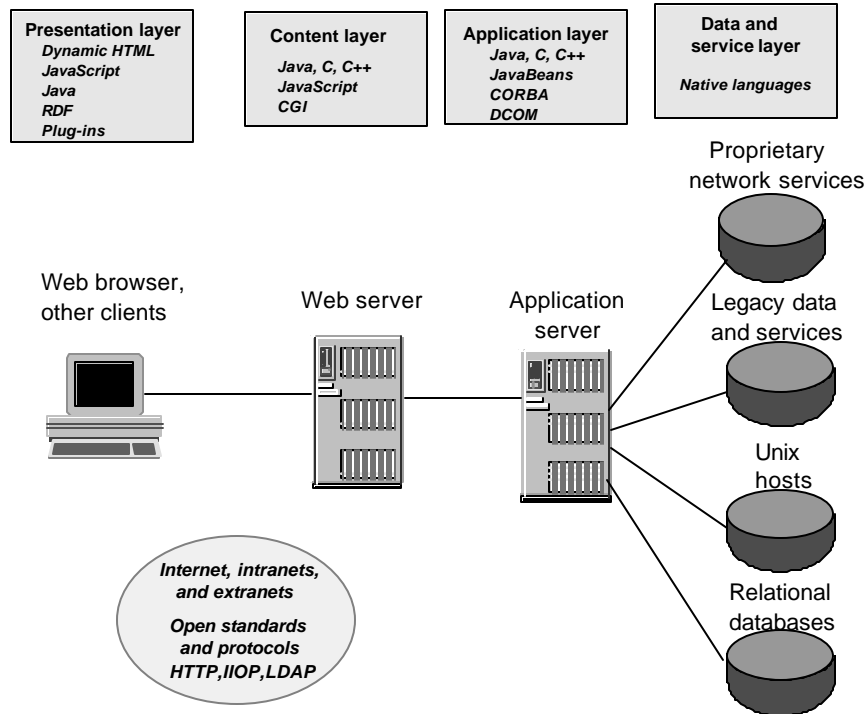 Presentation layer
Dynamic HTML
JavaScript
Java
RDF
Plug-ins
Content layer
Java, C, C++
JavaScript
CGI
Application layer
Java, C, C++
JavaBeans
CORBA
DCOM
Data and
service layer
Native languages
Proprietary
network services
Web browser,
other clients
Web server
Application
server
Legacy data
and services
Unix
hosts
Relational
databases
Internet, intranets,
and extranets
Open standards
and protocols
HTTP,IIOP,LDAP